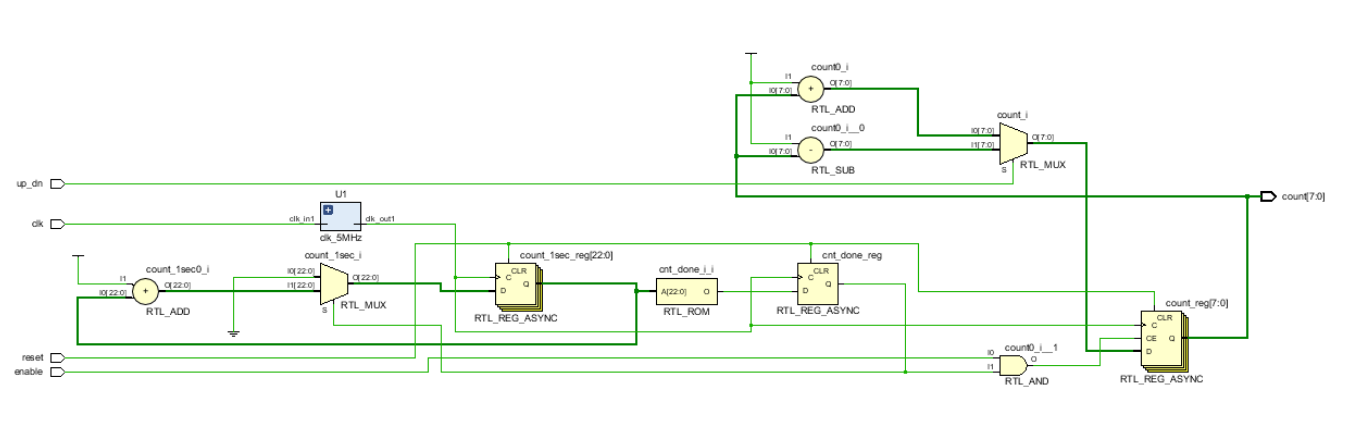 count0_i
I1
I0[7:0]
+
O[7:0]
RTL_ADD
count0_i__0
I1
I0[7:0]
-
O[7:0]
RTL_SUB
count_i
I0[7:0]
I1[7:0]
O[7:0]
S
RTL_MUX
up_dn
U1
clk
clk_in1
clk_out1
clk_5MHz
count[7:0]
count_1sec0_i
I1
I0[22:0]
+
O[22:0]
RTL_ADD
count_1sec_i
I0[22:0]
I1[22:0]
O[22:0]
S
RTL_MUX
count_1sec_reg[22:0]
CLR
C
D
Q
RTL_REG_ASYNC
cnt_done_i_i
A[22:0]
O
RTL_ROM
cnt_done_reg
CLR
C
D
Q
RTL_REG_ASYNC
count_reg[7:0]
CLR
C
CE
D
Q
RTL_REG_ASYNC
reset
enable
count0_i__1
I0
I1
O
RTL_AND